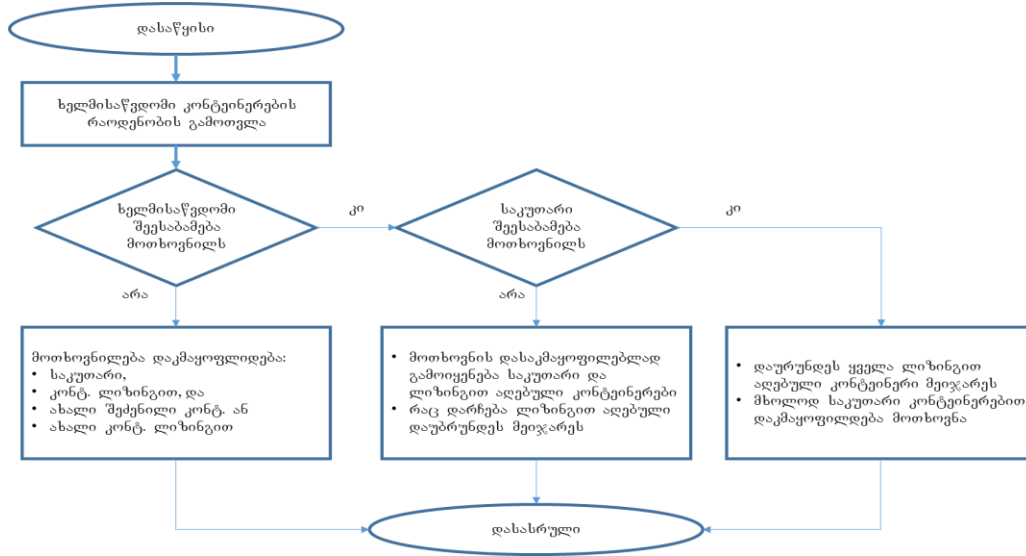 დასაწყისი
ხელმისაწვდომი კონტეინერების
რაოდენობის გამოთვლა
ხელმისაწვდომი
შეესაბამება
მოთხოვნილს
კი
საკუთარი
შეესაბამება
მოთხოვნილს
კი
არა
არა
მოთხოვნილება დაკმაყოფლიდება:
• საკუთარი,
• კონტ. ლიზინგით, და
• ახალი შეძენილი კონტ. ან
• ახალი კონტ. ლიზინგით
• მოთხოვნის დასაკმაყოფილებლად
გამოიყენება საკუთარი და
ლიზინგით აღებული კონტეინერები
• რაც დარჩება ლიზინგით აღებული
დაუბრუნდეს მეიჯარეს
• დაურუნდეს ყველა ლიზინგით
აღებული კონტეინერი მეიჯარეს
• მხოლოდ საკუთარი კონტეინერებით
დაკმაყოფილდება მოთხოვნა
დასასრული